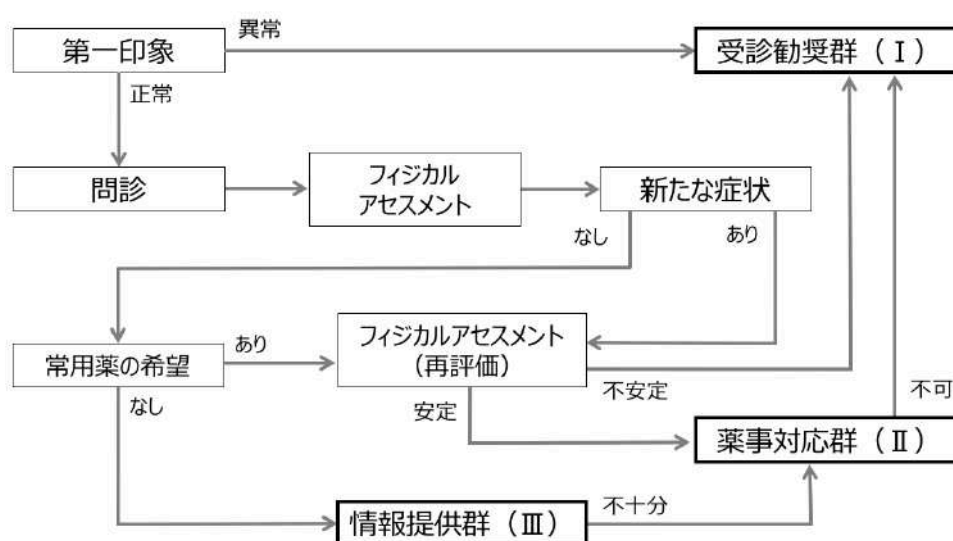 異常
第一印象
受診勧奨群（Ⅰ）
正常
問診
フィジカル
アセスメント
新たな症状
なし
あり
常用薬の希望
あり
フィジカルアセスメント
（再評価）
なし
安定
不安定
不可
薬事対応群（Ⅱ）
情報提供群（Ⅲ）
不十分